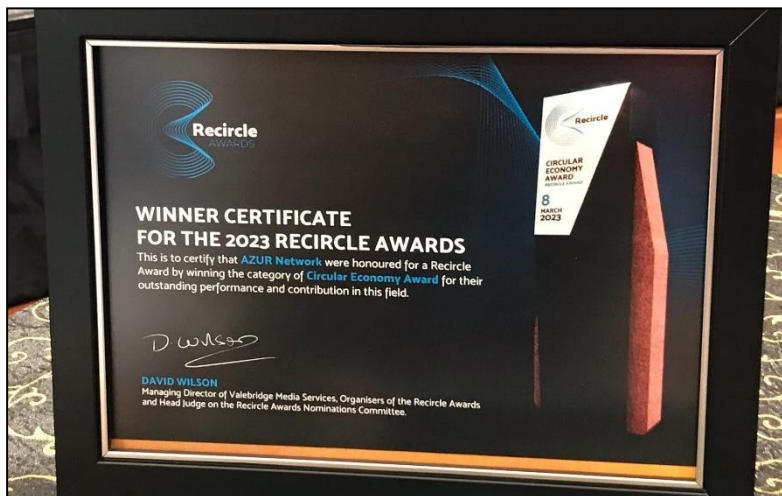 Recircle
AWARDS
Recircle
CIRCULAR
ECONOMY
AWARD
RECIRCLE AWARD
8
MARCH
2023
WINNER CERTIFICATE
FOR THE 2023 RECIRCLE AWARDS
This is to certify that AZUR Network were honoured for a Recircle
Award by winning the category of Circular Economy Award for their
outstanding performance and contribution in this field.
D. Wilson
DAVID WILSON
Managing Director of Valebridge Media Services, Organisers of the Recircle Awards
and Head Judge on the Recircle Awards Nominations Committee.